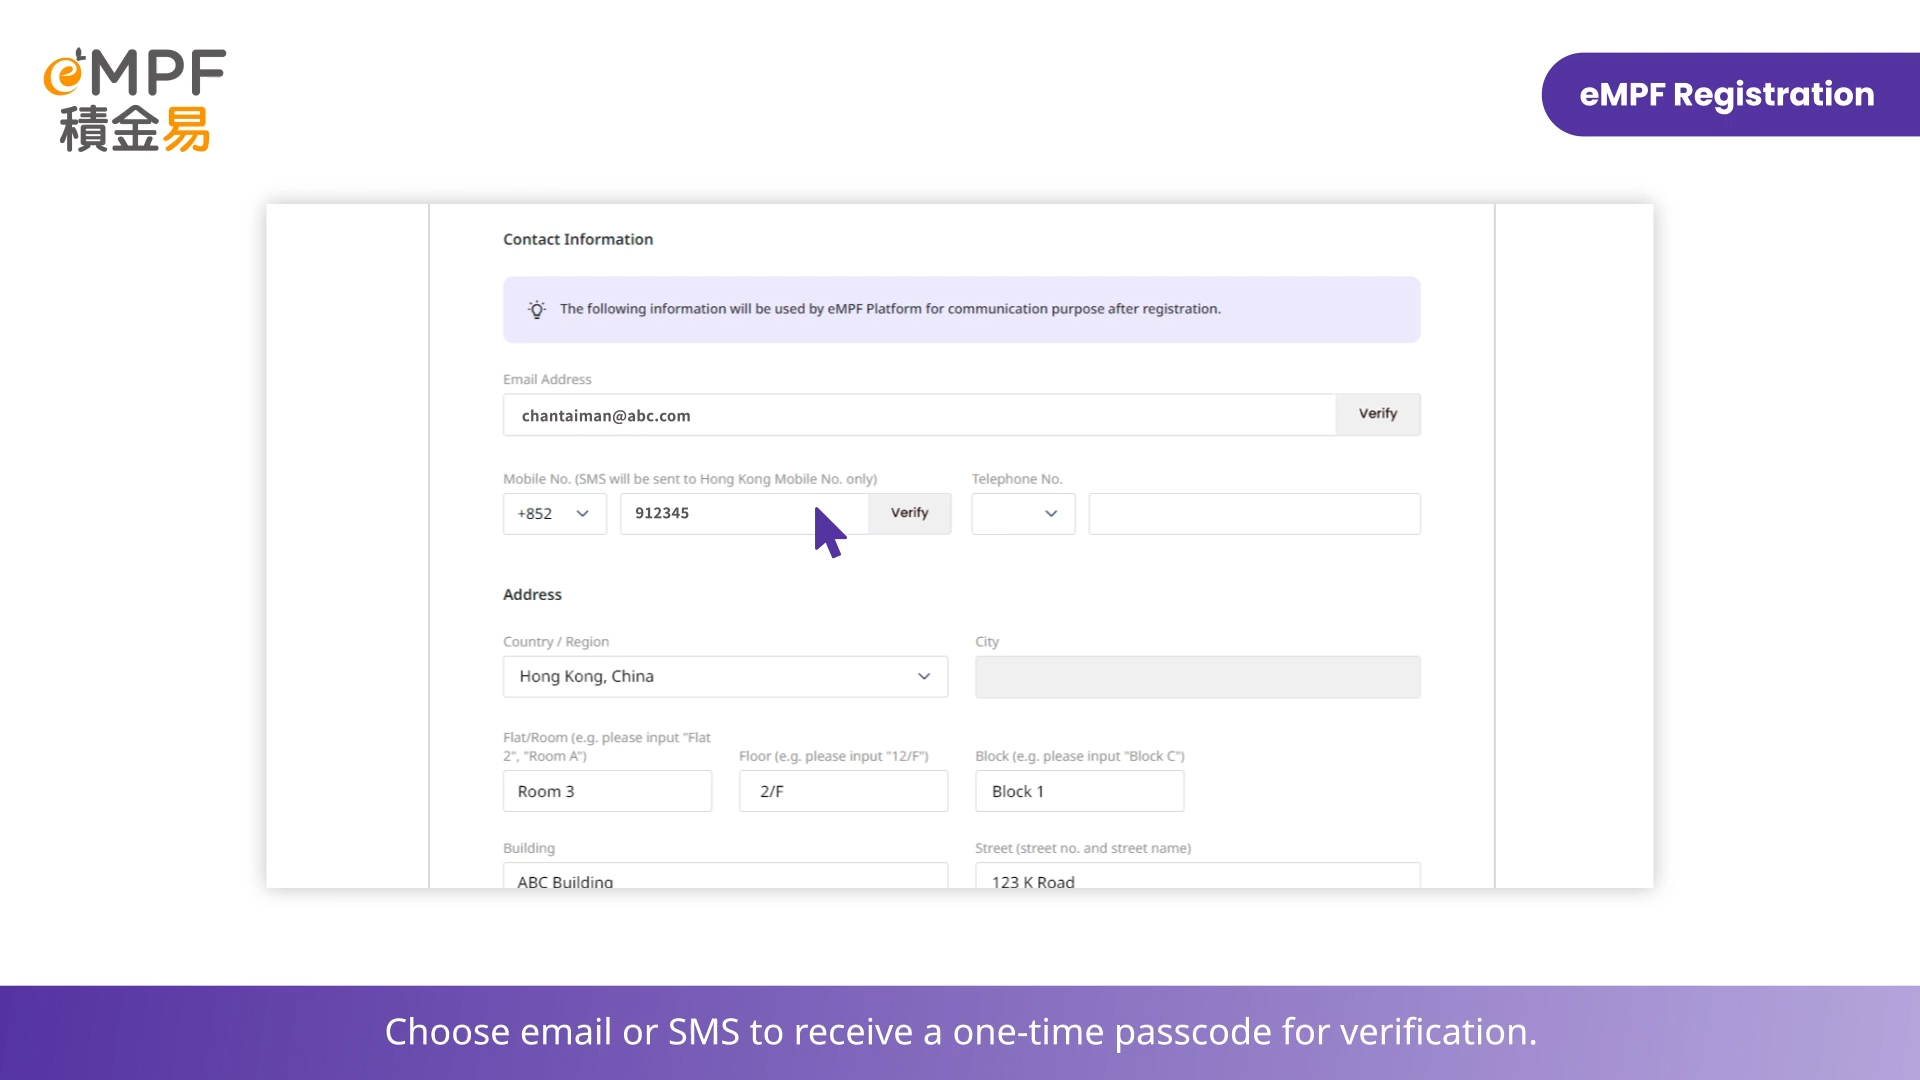 eMPF
積金易
eMPF Registration
Contact Information
The following information will be used by eMPF Platform for communication purpose after registration.
Email Address
chantaiman@abc.com
Verify
Mobile No. (SMS will be sent to Hong Kong Mobile No. only)
Telephone No.
+852
912345
Verify
Address
Country / Region
City
Hong Kong, China
Flat/Room (e.g. please input "Flat
2", "Room A")
Floor (e.g. please input "12/F")
Block (e.g. please input "Block C")
Room 3
2/F
Block 1
Building
Street (street no. and street name)
ABC Building
123 K Road
Choose email or SMS to receive a one-time passcode for verification.